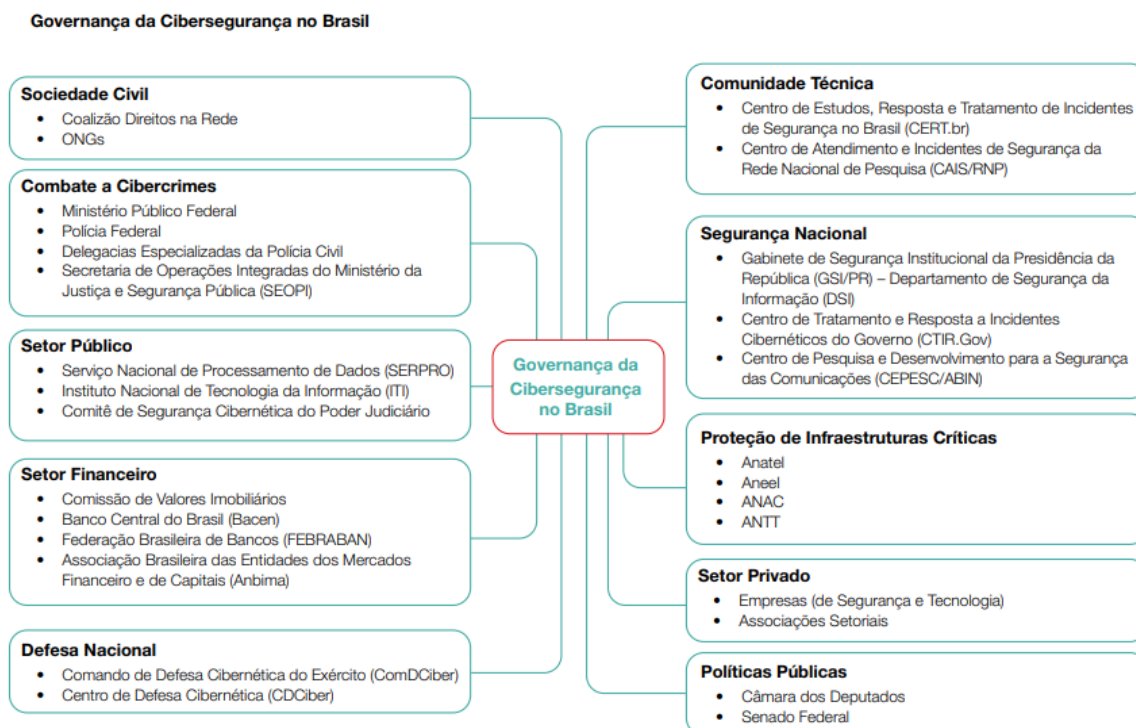 Governança da Cibersegurança no Brasil
Sociedade Civil
• Coalizão Direitos na Rede
• ONGs
Combate a Cibercrimes
• Ministério Público Federal
• Polícia Federal
• Delegacias Especializadas da Polícia Civil
• Secretaria de Operações Integradas do Ministério da
Justiça e Segurança Pública (SEOPI)
Setor Público
• Serviço Nacional de Processamento de Dados (SERPRO)
• Instituto Nacional de Tecnologia da Informação (ITI)
• Comitê de Segurança Cibernética do Poder Judiciário
Setor Financeiro
• Comissão de Valores Imobiliários
• Banco Central do Brasil (Bacen)
• Federação Brasileira de Bancos (FEBRABAN)
• Associação Brasileira das Entidades dos Mercados
Financeiro e de Capitais (Anbima)
Defesa Nacional
• Comando de Defesa Cibernética do Exército (ComDCiber)
• Centro de Defesa Cibernética (CDCiber)
Governança da
Cibersegurança
no Brasil
Comunidade Técnica
• Centro de Estudos, Resposta e Tratamento de Incidentes
de Segurança no Brasil (CERT.br)
• Centro de Atendimento e Incidentes de Segurança da
Rede Nacional de Pesquisa (CAIS/RNP)
Segurança Nacional
• Gabinete de Segurança Institucional da Presidência da
República (GSI/PR) – Departamento de Segurança da
Informação (DSI)
• Centro de Tratamento e Resposta a Incidentes
Cibernéticos do Governo (CTIR.Gov)
• Centro de Pesquisa e Desenvolvimento para a Segurança
das Comunicações (CEPESC/ABIN)
Proteção de Infraestruturas Críticas
• Anatel
• Aneel
• ANAC
• ANTT
Setor Privado
• Empresas (de Segurança e Tecnologia)
• Associações Setoriais
Políticas Públicas
• Câmara dos Deputados
• Senado Federal